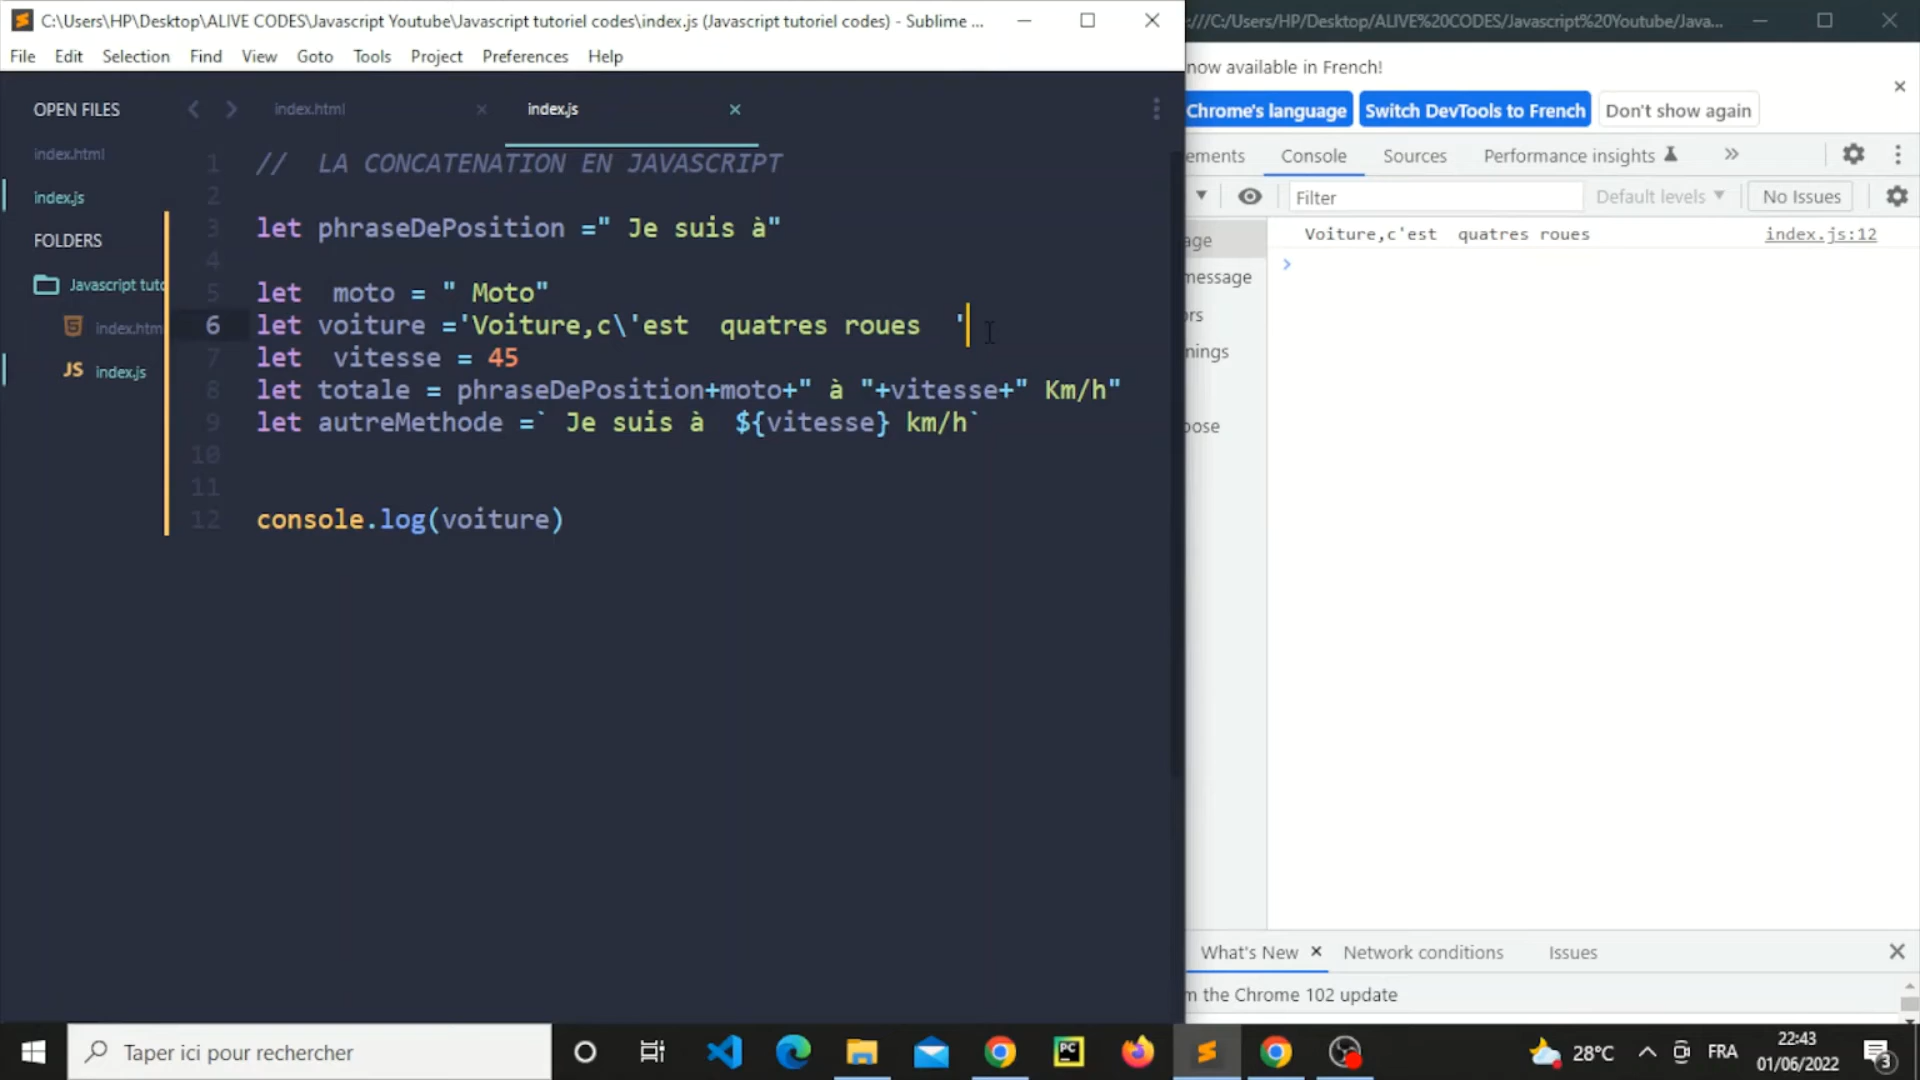 C:\Users\HP\Desktop\ALIVE CODES\Javascript Youtube\Javascript tutoriel codes\index.js (Javascript tutoriel codes) - Sublime ...
File Edit Selection Find View Goto Tools Project Preferences Help
OPEN FILES
index.html
index.js
FOLDERS
Javascript tuto
index.htm
JS index.js
index.html
index.js
1 // LA CONCATENATION EN JAVASCRIPT
2
3 let phraseDePosition =" Je suis à"
4
5 let  moto = " Moto"
6 let voiture ='Voiture,c\'est  quatres roues  '
7 let  vitesse = 45
8 let totale = phraseDePosition+moto+" à "+vitesse+" Km/h"
9 let autreMethode =` Je suis à  ${vitesse} km/h`
10
11
12 console.log(voiture)
:///C:/Users/HP/Desktop/ALIVE%20CODES/Javascript%20Youtube/Java...
now available in French!
Chrome's language Switch DevTools to French Don't show again
ements Console Sources Performance insights
Filter Default levels No Issues
age
message
rs
nings
ose
Voiture,c'est  quatres roues index.js:12
What's New Network conditions Issues
m the Chrome 102 update
Taper ici pour rechercher
PC
28°C
FRA
22:43
01/06/2022
3